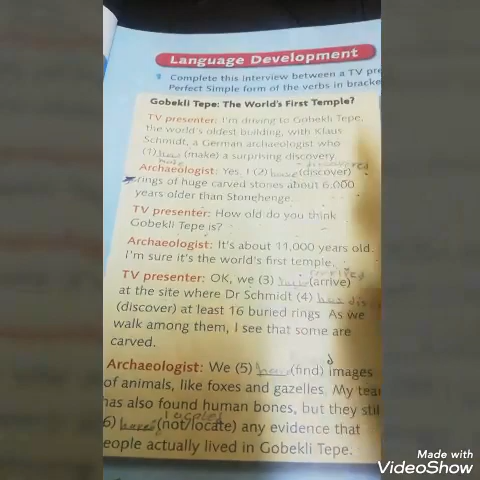 Language Development
1 Complete this interview between a TV pre
Perfect Simple form of the verbs in bracke
Gobekli Tepe: The World's First Temple?
TV presenter: I'm driving to Gobekli Tepe,
the world's oldest building, with Klaus
Schmidt, a German archaeologist who
(1) has (make) a surprising discovery
made discovered
Archaeologist: Yes. I (2) have (discover)
rings of huge carved stones about 6,000
years older than Stonehenge.
TV presenter: How old do you think
Gobekli Tepe is?
Archaeologist: It's about 11,000 years old.
I'm sure it's the world's first temple.
arrived
TV presenter: OK, we (3) have (arrive)
at the site where Dr Schmidt (4) has dis
(discover) at least 16 buried rings. As we
walk among them, I see that some are
carved.
Archaeologist: We (5) have (find) images
of animals, like foxes and gazelles. My tea
has also found human bones, but they still
located
6) (not/locate) any evidence that
eople actually lived in Gobekli Tepe.
Made with
VideoShow